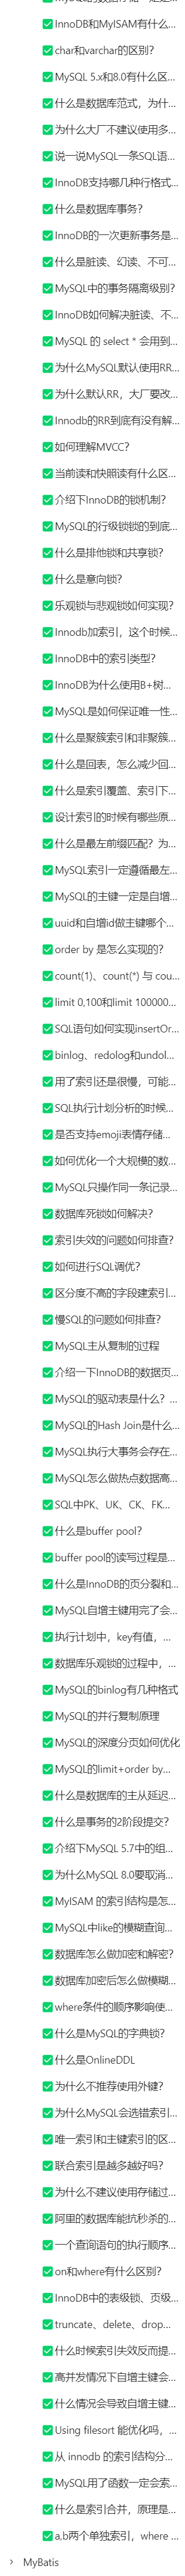 InnoDB和MyISAM有什么...
char和varchar的区别?
MySQL 5.x和8.0有什么区...
什么是数据库范式，为什...
为什么大厂不建议使用多...
说一说MySQL一条SQL语...
InnoDB支持哪几种行格式...
什么是数据库事务?
InnoDB的一次更新事务是...
什么是脏读、幻读、不可...
MySQL中的事务隔离级别?
InnoDB如何解决脏读、不...
MySQL 的 select * 会用到...
为什么MySQL默认使用RR...
为什么默认RR，大厂要改...
Innodb的RR到底有没有解...
如何理解MVCC?
当前读和快照读有什么区...
介绍下InnoDB的锁机制?
MySQL的行级锁锁的到底...
什么是排他锁和共享锁?
什么是意向锁?
乐观锁与悲观锁如何实现?
Innodb加索引，这个时候...
InnoDB中的索引类型?
InnoDB为什么使用B+树...
MySQL是如何保证唯一性...
什么是聚簇索引和非聚簇...
什么是回表，怎么减少回...
什么是索引覆盖、索引下...
设计索引的时候有哪些原...
什么是最左前缀匹配？为...
MySQL索引一定遵循最左...
MySQL的主键一定是自增...
uuid和自增id做主键哪个...
order by 是怎么实现的?
count(1)、count(*) 与 cou...
limit 0,100和limit 100000...
SQL语句如何实现insertOr...
binlog、redolog和undol...
用了索引还是很慢，可能...
SQL执行计划分析的时候...
是否支持emoji表情存储...
如何优化一个大规模的数...
MySQL只操作同一条记录...
数据库死锁如何解决?
索引失效的问题如何排查?
如何进行SQL调优?
区分度不高的字段建索引...
慢SQL的问题如何排查?
MySQL主从复制的过程
介绍一下InnoDB的数据页...
MySQL的驱动表是什么？...
MySQL的Hash Join是什么...
MySQL执行大事务会存在...
MySQL怎么做热点数据高...
SQL中PK、UK、CK、FK...
什么是buffer pool?
buffer pool的读写过程是...
什么是InnoDB的页分裂和...
MySQL自增主键用完了会...
执行计划中，key有值，...
数据库乐观锁的过程中，...
MySQL的binlog有几种格式
MySQL的并行复制原理
MySQL的深度分页如何优化
MySQL的limit+order by...
什么是数据库的主从延迟...
什么是事务的2阶段提交?
介绍下MySQL 5.7中的组...
为什么MySQL 8.0要取消...
MyISAM 的索引结构是怎...
MySQL中like的模糊查询...
数据库怎么做加密和解密?
数据库加密后怎么做模糊...
where条件的顺序影响使...
什么是MySQL的字典锁?
什么是OnlineDDL
为什么不推荐使用外键?
为什么MySQL会选错索引...
唯一索引和主键索引的区...
联合索引是越多越好吗?
为什么不建议使用存储过...
阿里的数据库能抗秒杀的...
一个查询语句的执行顺序...
on和where有什么区别?
InnoDB中的表级锁、页级...
truncate、delete、drop...
什么时候索引失效反而提...
高并发情况下自增主键会...
什么情况会导致自增主键...
Using filesort 能优化吗，...
从 innodb 的索引结构分...
MySQL用了函数一定会索...
什么是索引合并，原理是...
a,b两个单独索引，where ...
MyBatis